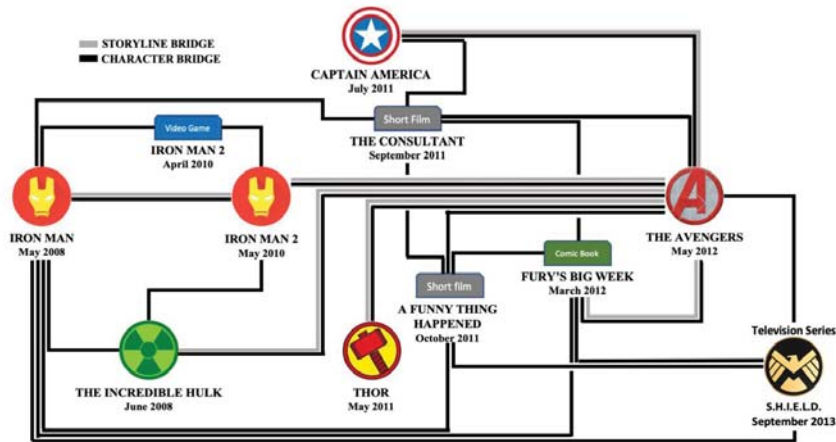 STORYLINE BRIDGE
CHARACTER BRIDGE
CAPTAIN AMERICA
July 2011
Video Game
IRON MAN 2
April 2010
Short Film
THE CONSULTANT
September 2011
IRON MAN
May 2008
IRON MAN 2
May 2010
THE AVENGERS
May 2012
Short film
A FUNNY THING
HAPPENED
October 2011
Comic Book
FURY'S BIG WEEK
March 2012
THE INCREDIBLE HULK
June 2008
THOR
May 2011
Television Series
S.H.I.E.L.D.
September 2013